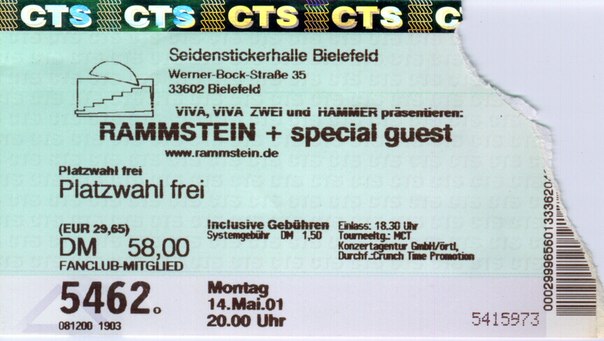 CTS CTS CTS CTS CTS
Seidenstickerhalle Bielefeld
Werner-Bock-Straße 35
33602 Bielefeld
VIVA, VIVA ZWEI und HAMMER präsentieren:
RAMMSTEIN + special guest
www.rammstein.de
Platzwahl frei
Platzwahl frei
(EUR 29,65)
DM 58,00
FANCLUB-MITGLIED
Inclusive Gebühren
Systemgebühr DM 1,50
Einlass: 18.30 Uhr
Tourneeltg.: MCT
Konzertagentur GmbH/örtl.
Durchf.:Crunch Time Promotion
5462.
081200 1903
Montag
14.Mai.01
20.00 Uhr
5415973